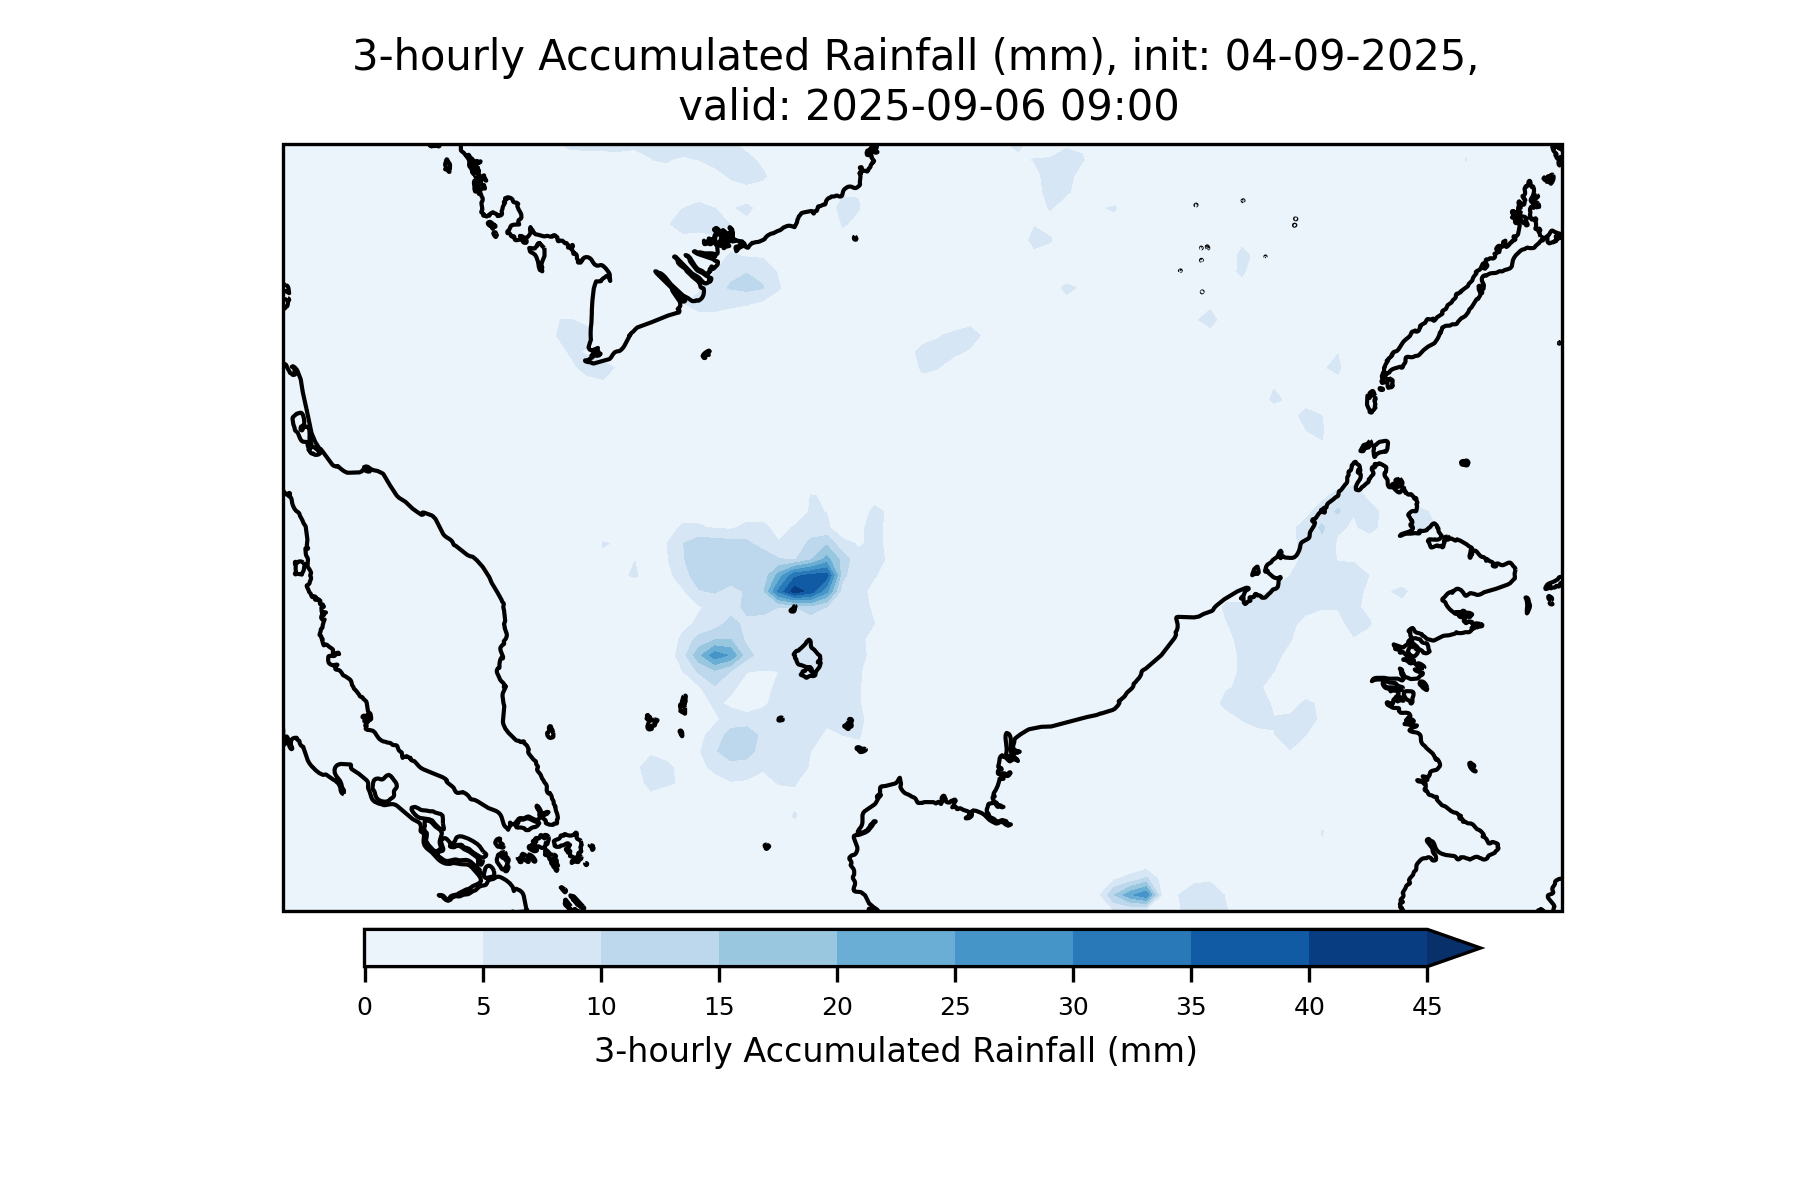 3-hourly Accumulated Rainfall (mm), init: 04-09-2025,
valid: 2025-09-06 09:00
0 5 10 15 20 25 30 35 40 45
3-hourly Accumulated Rainfall (mm)